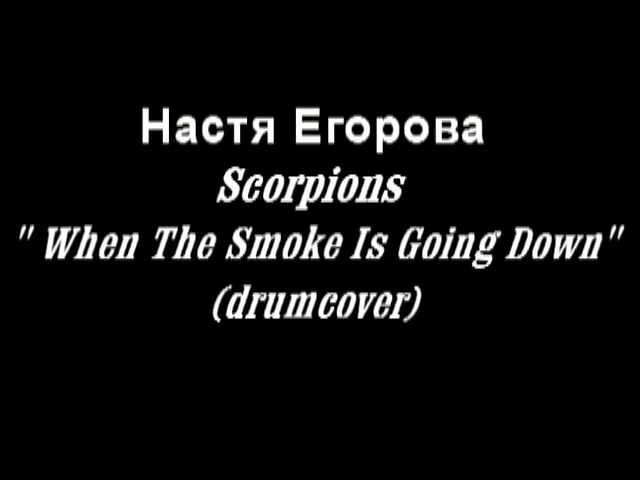 Настя Егорова
Scorpions
" When The Smoke Is Going Down"
(drumcover)